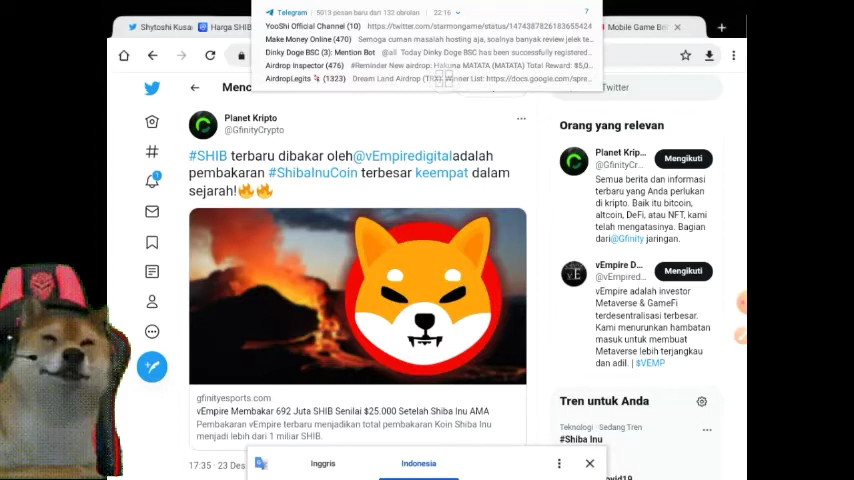 Shytoshi Kusa
Harga SHIB
Mobile Game B
Telegram 5913 pesan baru dari 132 obrolan 22.16 7
YooShi Official Channel (10) https://twitter.com/starmongame/status/1474387826183655424
Make Money Online (470) Semoga cuman masalah hosting aja, soalnya banyak review jelek te...
Dinky Doge BSC (3): Mention Bot @all Today Dinky Doge BSC has been successfully registered...
Airdrop Inspector (476) #Reminder New airdrop: Hakuna MATATA (MATATA) Total Reward: $5,0...
AirdropLegits (1323) Dream Land Airdrop Winner List: https://docs.google.com/spre...
Twitter
Planet Kripto
@GfinityCrypto
#SHIB terbaru dibakar oleh@vEmpiredigitaladalah
pembakaran #ShibaInuCoin terbesar keempat dalam
sejarah!
gfinityesports.com
vEmpire Membakar 692 Juta SHIB Senilai $25.000 Setelah Shiba Inu AMA
Pembakaran vEmpire terbaru menjadikan total pembakaran Koin Shiba Inu
menjadi lebih dari 1 miliar SHIB.
17:35 · 23 Des
Orang yang relevan
Planet Krip...
@GfinityCr...
Mengikuti
Semua berita dan informasi
terbaru yang Anda perlukan
di kripto. Baik itu bitcoin,
altcoin, DeFi, atau NFT, kami
telah mengatasinya. Bagian
dari@Gfinity jaringan.
vEmpire D...
@vEmpired...
Mengikuti
vEmpire adalah investor
Metaverse & GameFi
terdesentralisasi terbesar.
Kami menurunkan hambatan
masuk untuk membuat
Metaverse lebih terjangkau
dan adil. | $VEMP
Tren untuk Anda
Teknologi · Sedang Tren
#Shiba Inu
Inggris
Indonesia